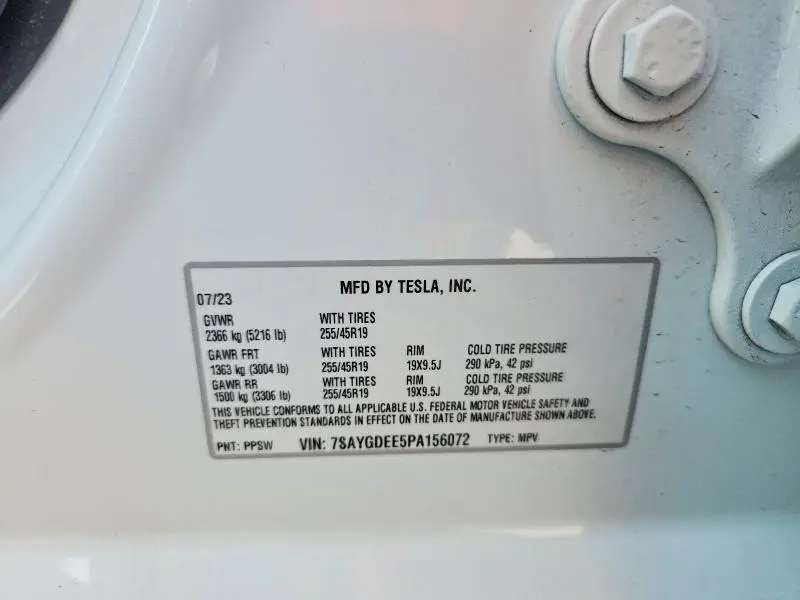 MFD BY TESLA, INC.
07/23
GVWR WITH TIRES
2366 kg (5216 lb) 255/45R19
GAWR FRT WITH TIRES RIM COLD TIRE PRESSURE
1363 kg (3004 lb) 255/45R19 19X9.5J 290 kPa, 42 psi
GAWR RR WITH TIRES RIM COLD TIRE PRESSURE
1500 kg (3306 lb) 255/45R19 19X9.5J 290 kPa, 42 psi
THIS VEHICLE CONFORMS TO ALL APPLICABLE U.S. FEDERAL MOTOR VEHICLE SAFETY AND
THEFT PREVENTION STANDARDS IN EFFECT ON THE DATE OF MANUFACTURE SHOWN ABOVE.
PNT: PPSW VIN: 7SAYGDEE5PA156072 TYPE: MPV